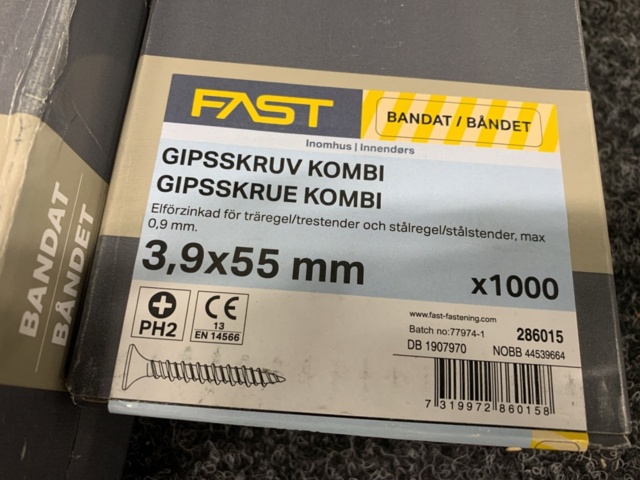 FAST
BANDAT / BÅNDET
Inomhus | Innendørs
GIPSSKRUV KOMBI
GIPSSKRUE KOMBI
Elförzinkad för träregel/trestender och stålregel/stålstender, max
0,9 mm.
3,9x55 mm
x1000
PH2
CE
13
EN 14566
www.fast-fastening.com
Batch no:77974-1
286015
DB 1907970
NOBB 44539664
7 319972 860158
BANDAT
BÅNDET